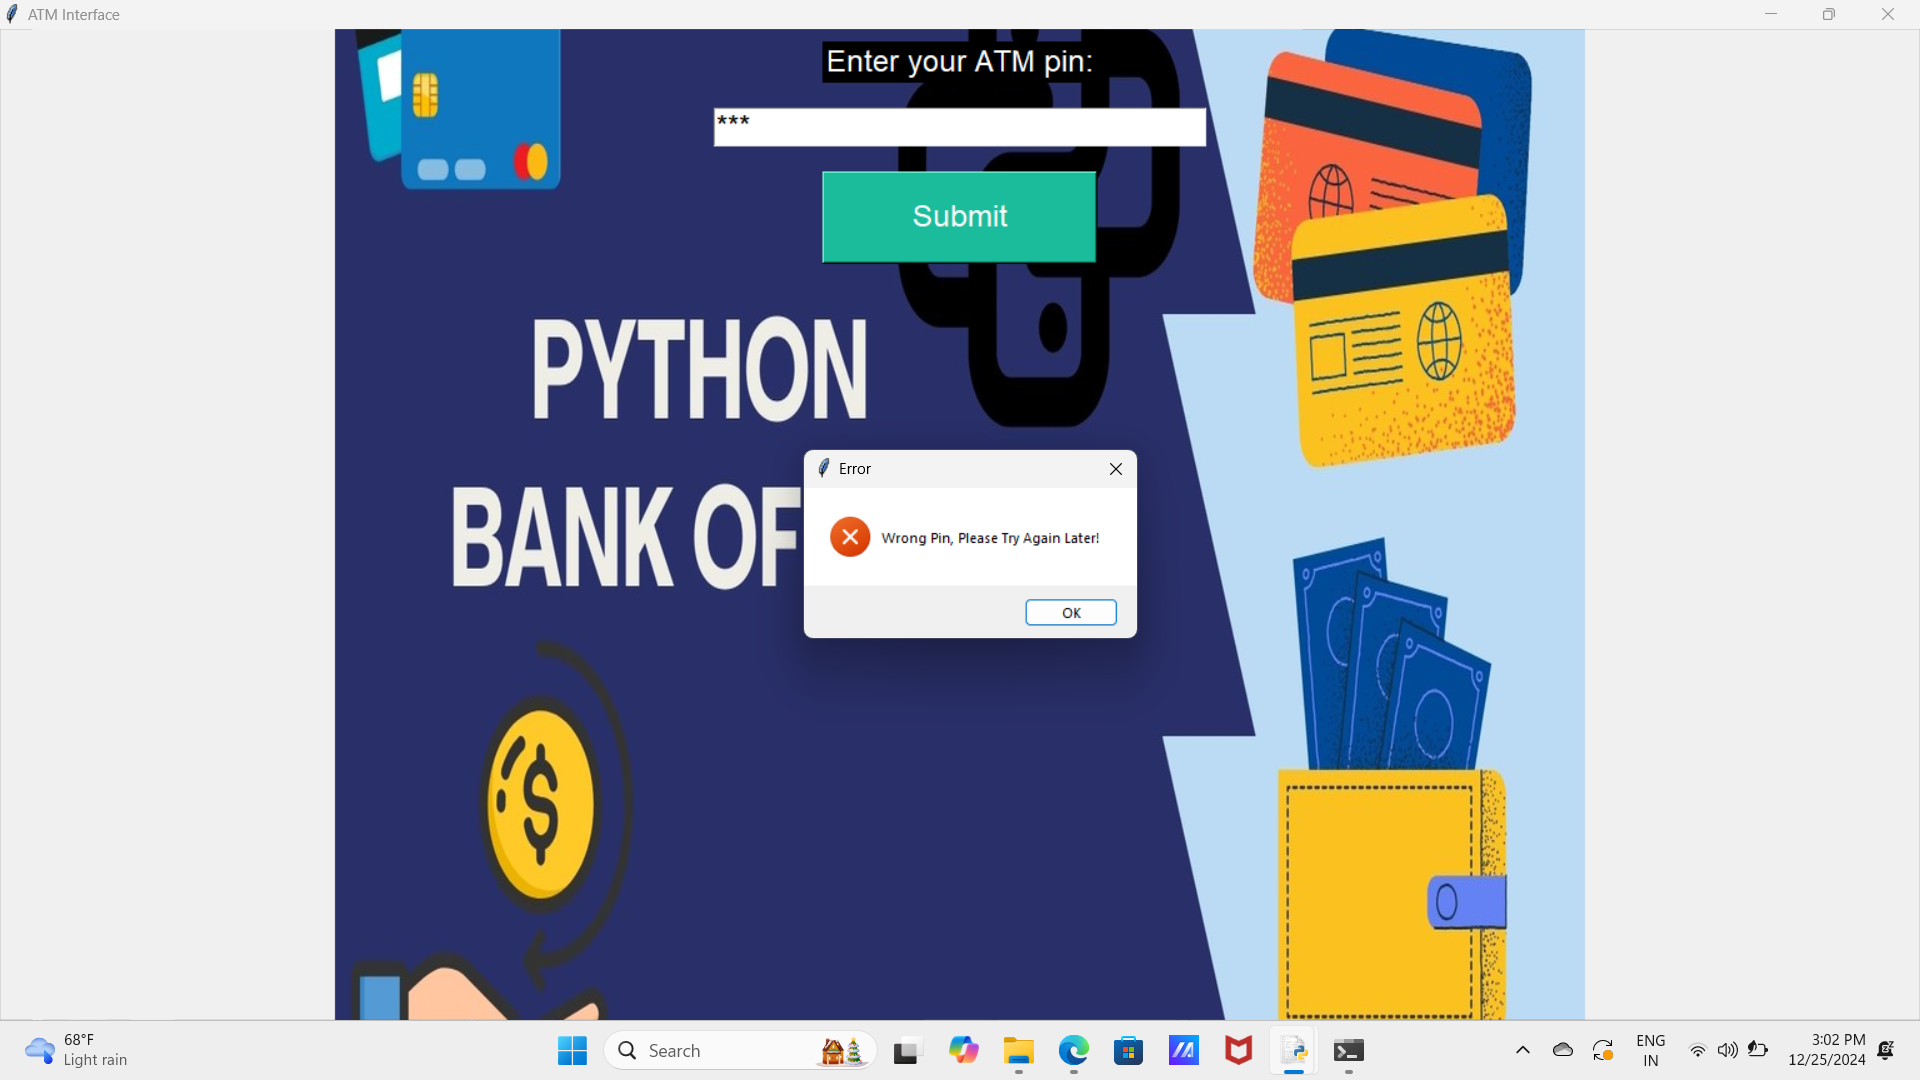 ATM Interface
Enter your ATM pin:
***
Submit
PYTHON
BANK OF
Error
Wrong Pin, Please Try Again Later!
OK
68°F
Light rain
Search
ENG
IN
3:02 PM
12/25/2024